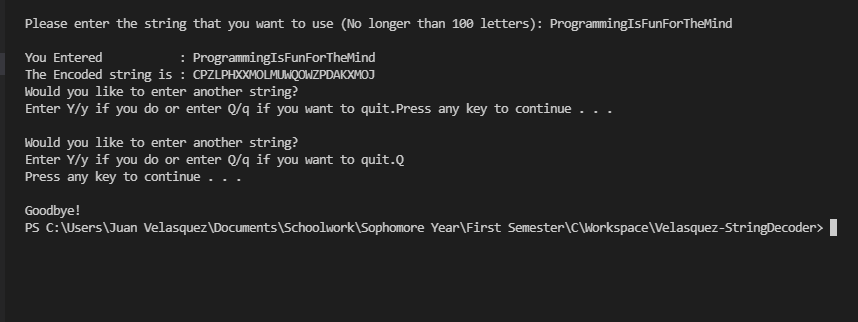 Please enter the string that you want to use (No longer than 100 letters): ProgrammingIsFunForTheMind
You Entered : ProgrammingIsFunForTheMind
The Encoded string is : CPZLPHXXMOLMUWQOWZPDAKXMOJ
Would you like to enter another string?
Enter Y/y if you do or enter Q/q if you want to quit.Press any key to continue . . .
Would you like to enter another string?
Enter Y/y if you do or enter Q/q if you want to quit.Q
Press any key to continue . . .
Goodbye!
PS C:\Users\Juan Velasquez\Documents\Schoolwork\Sophomore Year\First Semester\C\Workspace\Velasquez-StringDecoder>